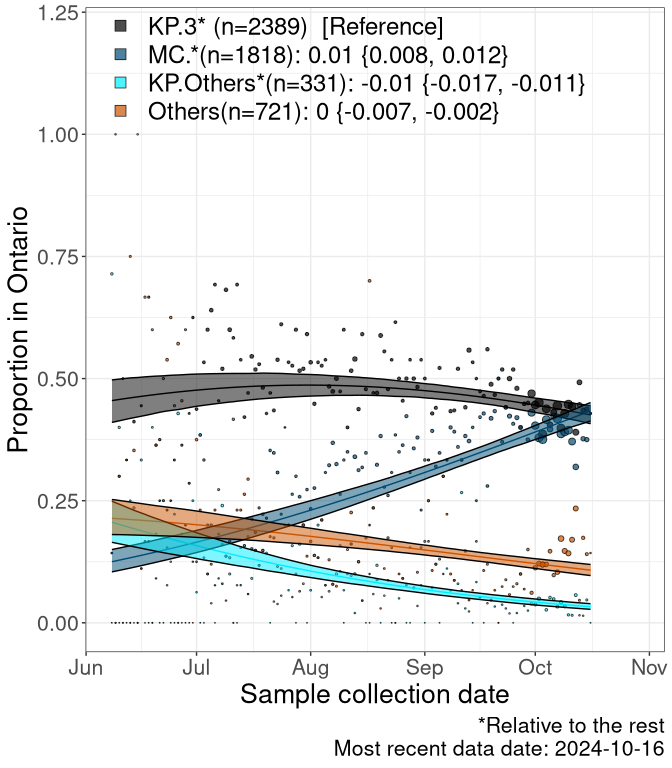 KP.3* (n=2389)  [Reference]
MC.*(n=1818): 0.01 {0.008, 0.012}
KP.Others*(n=331): -0.01 {-0.017, -0.011}
Others(n=721): 0 {-0.007, -0.002}
1.25
1.00
0.75
0.50
0.25
0.00
Proportion in Ontario
Jun Jul Aug Sep Oct Nov
Sample collection date
*Relative to the rest
Most recent data date: 2024-10-16